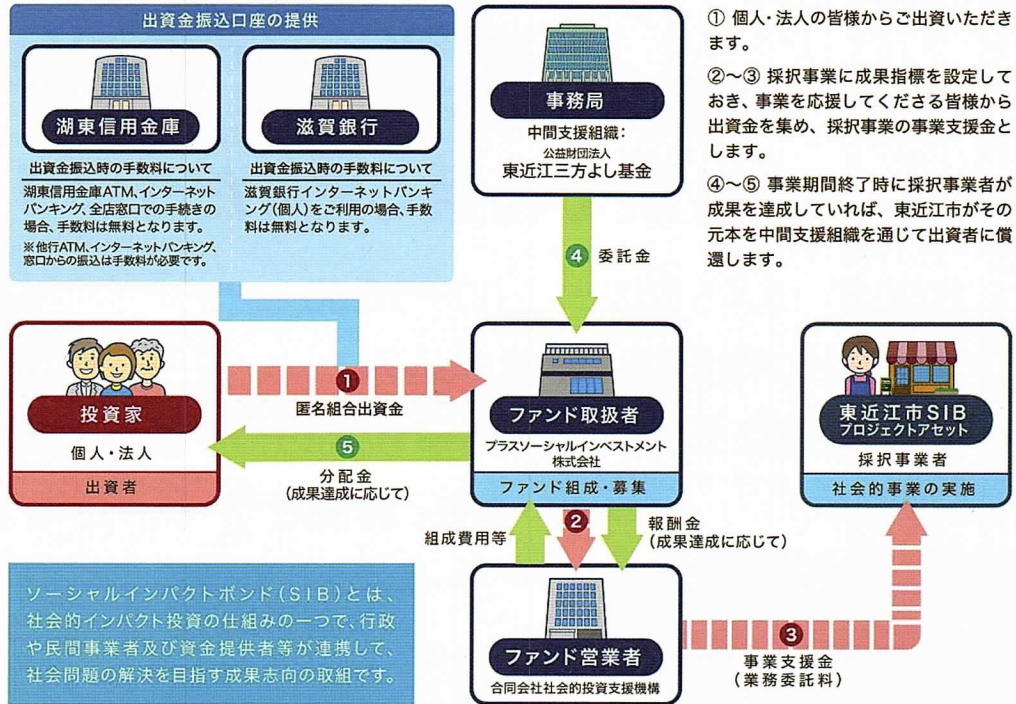 出資金振込口座の提供
湖東信用金庫
出資金振込時の手数料について
湖東信用金庫ATM、インターネット
バンキング、全店窓口での手続きの
場合、手数料は無料となります。
※他行ATM、インターネットバンキング、
窓口からの振込は手数料が必要です。
滋賀銀行
出資金振込時の手数料について
滋賀銀行インターネットバンキ
ング(個人)をご利用の場合、手数
料は無料となります。
事務局
中間支援組織:
公益財団法人
東近江三方よし基金
① 個人・法人の皆様からご出資いただき
ます。
②～③ 採択事業に成果指標を設定して
おき、事業を応援してくださる皆様から
出資金を集め、採択事業の事業支援金と
します。
④～⑤ 事業期間終了時に採択事業者が
成果を達成していれば、東近江市がその
元本を中間支援組織を通じて出資者に償
還します。
4 委託金
投資家
個人・法人
出資者
1
匿名組合出資金
5
分配金
(成果達成に応じて)
ファンド取扱者
プラスソーシャルインベストメント
株式会社
ファンド組成・募集
東近江市SIB
プロジェクトアセット
採択事業者
社会的事業の実施
組成費用等
2
報酬金
(成果達成に応じて)
ファンド営業者
合同会社社会的投資支援機構
3
事業支援金
(業務委託料)
ソーシャルインパクトボンド(SIB)とは、
社会的インパクト投資の仕組みの一つで、行政
や民間事業者及び資金提供者等が連携して、
社会問題の解決を目指す成果志向の取組です。